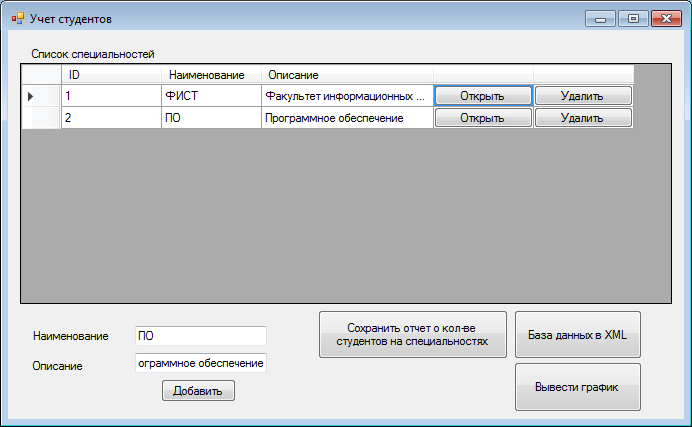 Учет студентов
Список специальностей
ID Наименование Описание
1 ФИСТ Факультет информационных ... Открыть Удалить
2 ПО Программное обеспечение Открыть Удалить
Наименование ПО
Описание ограммное обеспечение
Добавить
Сохранить отчет о кол-ве
студентов на специальностях
База данных в XML
Вывести график